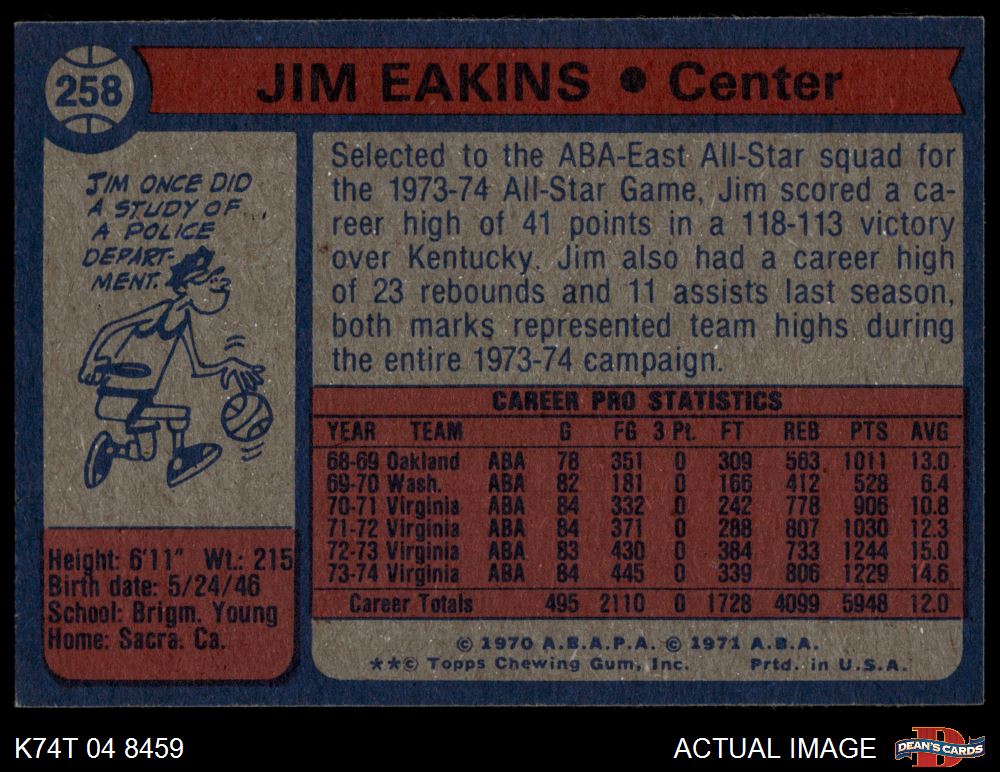 258
JIM EAKINS • Center
JIM ONCE DID
A STUDY OF
A POLICE
DEPART-
MENT.
Selected to the ABA-East All-Star squad for
the 1973-74 All-Star Game, Jim scored a ca-
reer high of 41 points in a 118-113 victory
over Kentucky. Jim also had a career high
of 23 rebounds and 11 assists last season,
both marks represented team highs during
the entire 1973-74 campaign.
CAREER PRO STATISTICS
YEAR TEAM G FG 3 Pt. FT REB PTS AVG
68-69 Oakland ABA 78 351 0 309 563 1011 13.0
69-70 Wash. ABA 82 181 0 166 412 528 6.4
70-71 Virginia ABA 84 332 0 242 778 906 10.8
71-72 Virginia ABA 84 371 0 288 807 1030 12.3
72-73 Virginia ABA 83 430 0 384 733 1244 15.0
73-74 Virginia ABA 84 445 0 339 806 1229 14.6
Career Totals 495 2110 0 1728 4099 5948 12.0
Height: 6'11" Wt.: 215
Birth date: 5/24/46
School: Brigm. Young
Home: Sacra. Ca.
© 1970 A.B.A.P.A. © 1971 A.B.A.
**© Topps Chewing Gum, Inc. Prtd. in U.S.A.
K74T 04 8459
ACTUAL IMAGE
DEAN'S CARDS